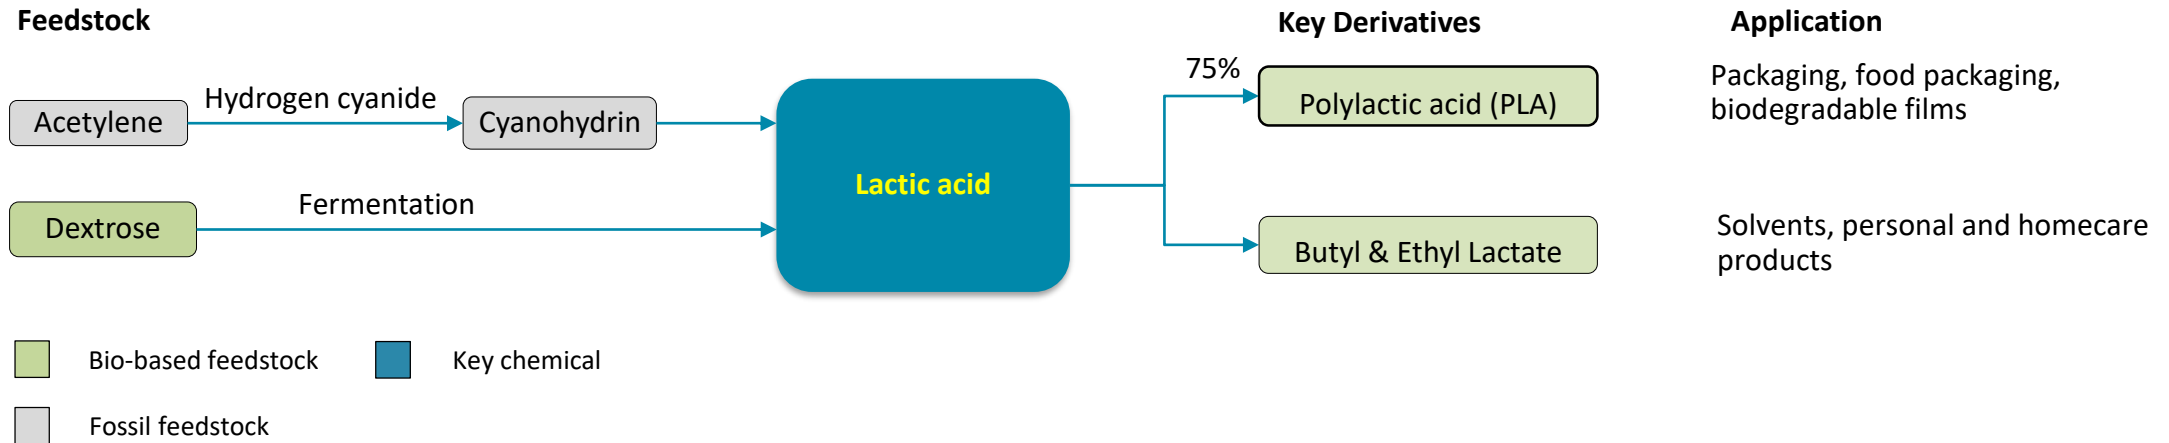 Feedstock
Key Derivatives
Application
Acetylene
Hydrogen cyanide
Cyanohydrin
Lactic acid
75%
Polylactic acid (PLA)
Packaging, food packaging,
biodegradable films
Dextrose
Fermentation
Butyl & Ethyl Lactate
Solvents, personal and homecare
products
Bio-based feedstock
Key chemical
Fossil feedstock